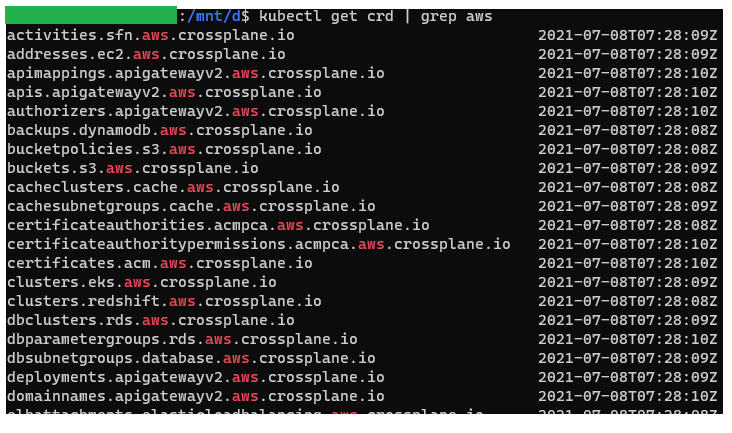 :/mnt/d$ kubectl get crd | grep aws
activities.sfn.aws.crossplane.io 2021-07-08T07:28:09Z
addresses.ec2.aws.crossplane.io 2021-07-08T07:28:09Z
apimappings.apigatewayv2.aws.crossplane.io 2021-07-08T07:28:10Z
apis.apigatewayv2.aws.crossplane.io 2021-07-08T07:28:10Z
authorizers.apigatewayv2.aws.crossplane.io 2021-07-08T07:28:10Z
backups.dynamodb.aws.crossplane.io 2021-07-08T07:28:08Z
bucketpolicies.s3.aws.crossplane.io 2021-07-08T07:28:08Z
buckets.s3.aws.crossplane.io 2021-07-08T07:28:09Z
cacheclusters.cache.aws.crossplane.io 2021-07-08T07:28:08Z
cachesubnetgroups.cache.aws.crossplane.io 2021-07-08T07:28:09Z
certificateauthorities.acmpca.aws.crossplane.io 2021-07-08T07:28:08Z
certificateauthoritypermissions.acmpca.aws.crossplane.io 2021-07-08T07:28:10Z
certificates.acm.aws.crossplane.io 2021-07-08T07:28:10Z
clusters.eks.aws.crossplane.io 2021-07-08T07:28:09Z
clusters.redshift.aws.crossplane.io 2021-07-08T07:28:08Z
dbclusters.rds.aws.crossplane.io 2021-07-08T07:28:09Z
dbparametergroups.rds.aws.crossplane.io 2021-07-08T07:28:10Z
dbsubnetgroups.database.aws.crossplane.io 2021-07-08T07:28:09Z
deployments.apigatewayv2.aws.crossplane.io 2021-07-08T07:28:09Z
domainnames.apigatewayv2.aws.crossplane.io 2021-07-08T07:28:10Z
elbattachments.elasticloadbalancing.aws.crossplane.io 2021-07-08T07:28:08Z